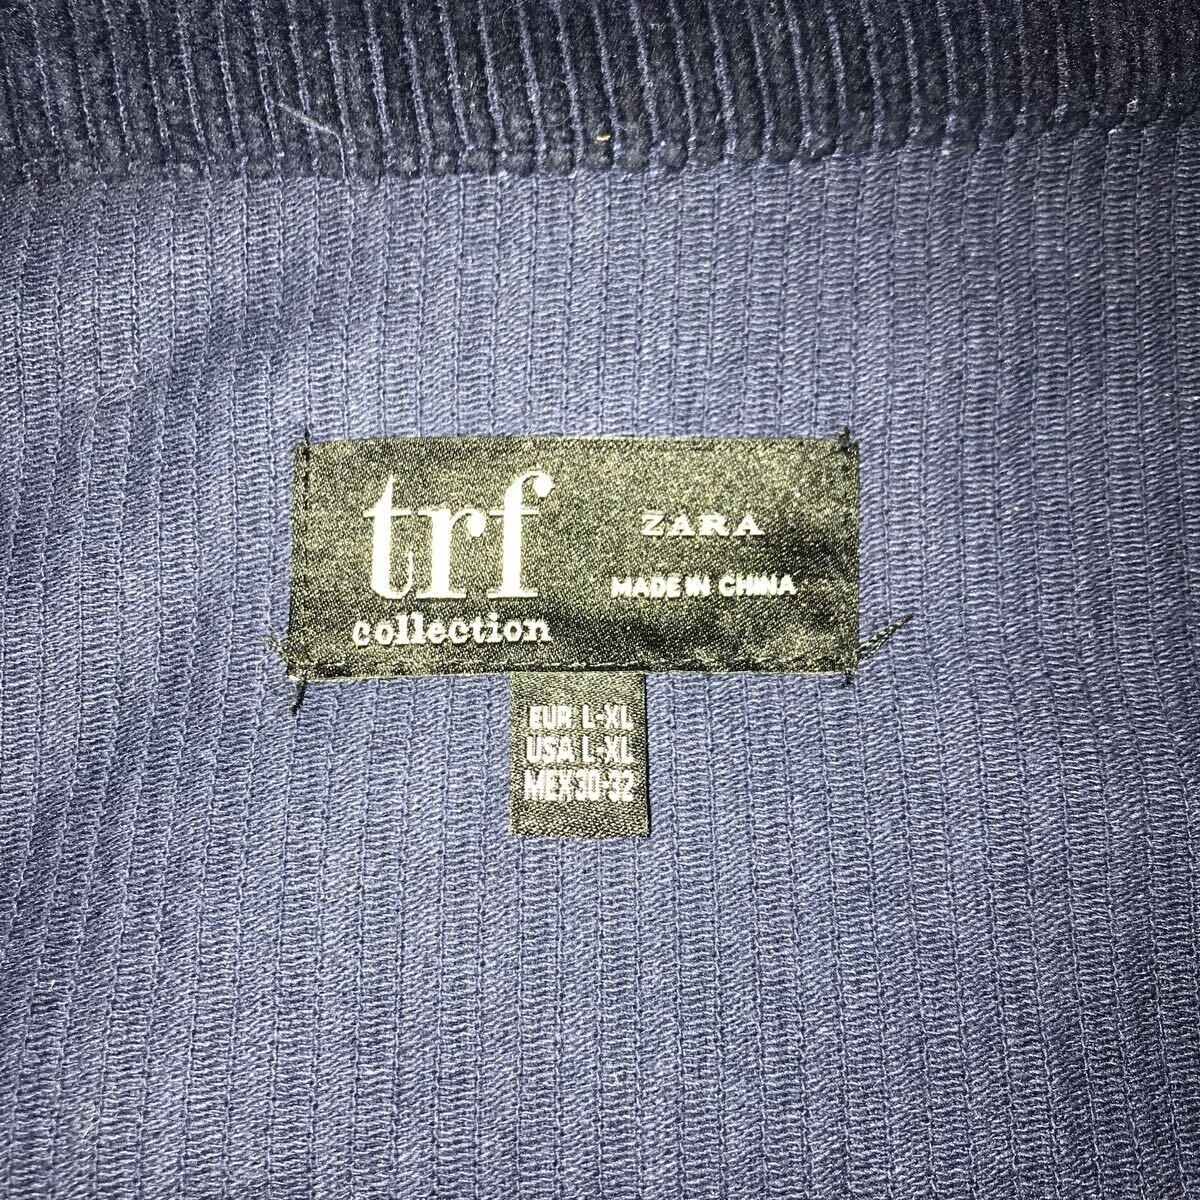 trf
collection
ZARA
MADE IN CHINA
EUR L-XL
USA L-XL
MEX 30-32